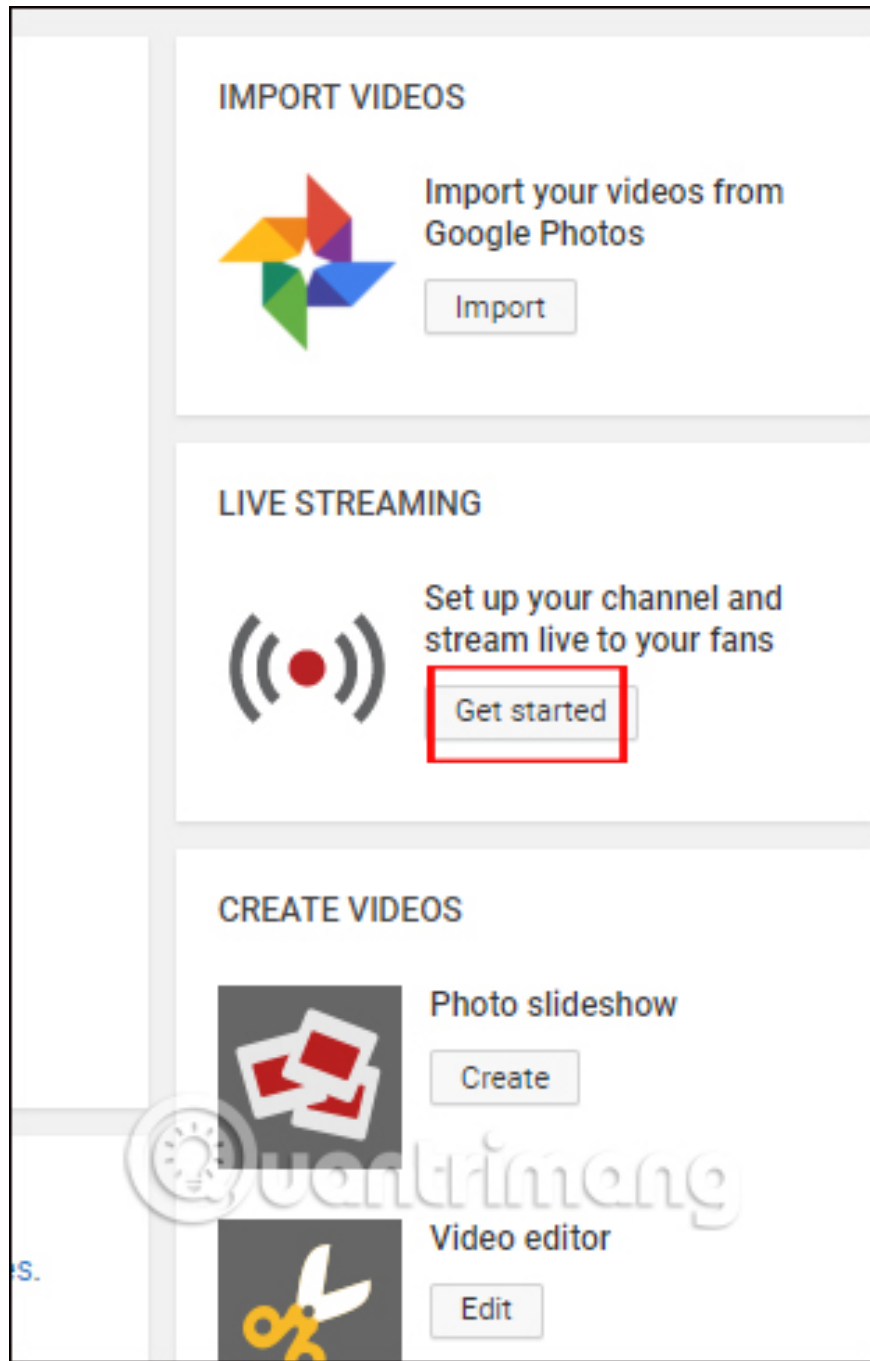 IMPORT VIDEOS
Import your videos from
Google Photos
Import
LIVE STREAMING
Set up your channel and
stream live to your fans
Get started
CREATE VIDEOS
Photo slideshow
Create
Quantrimang
Video editor
s.
Edit